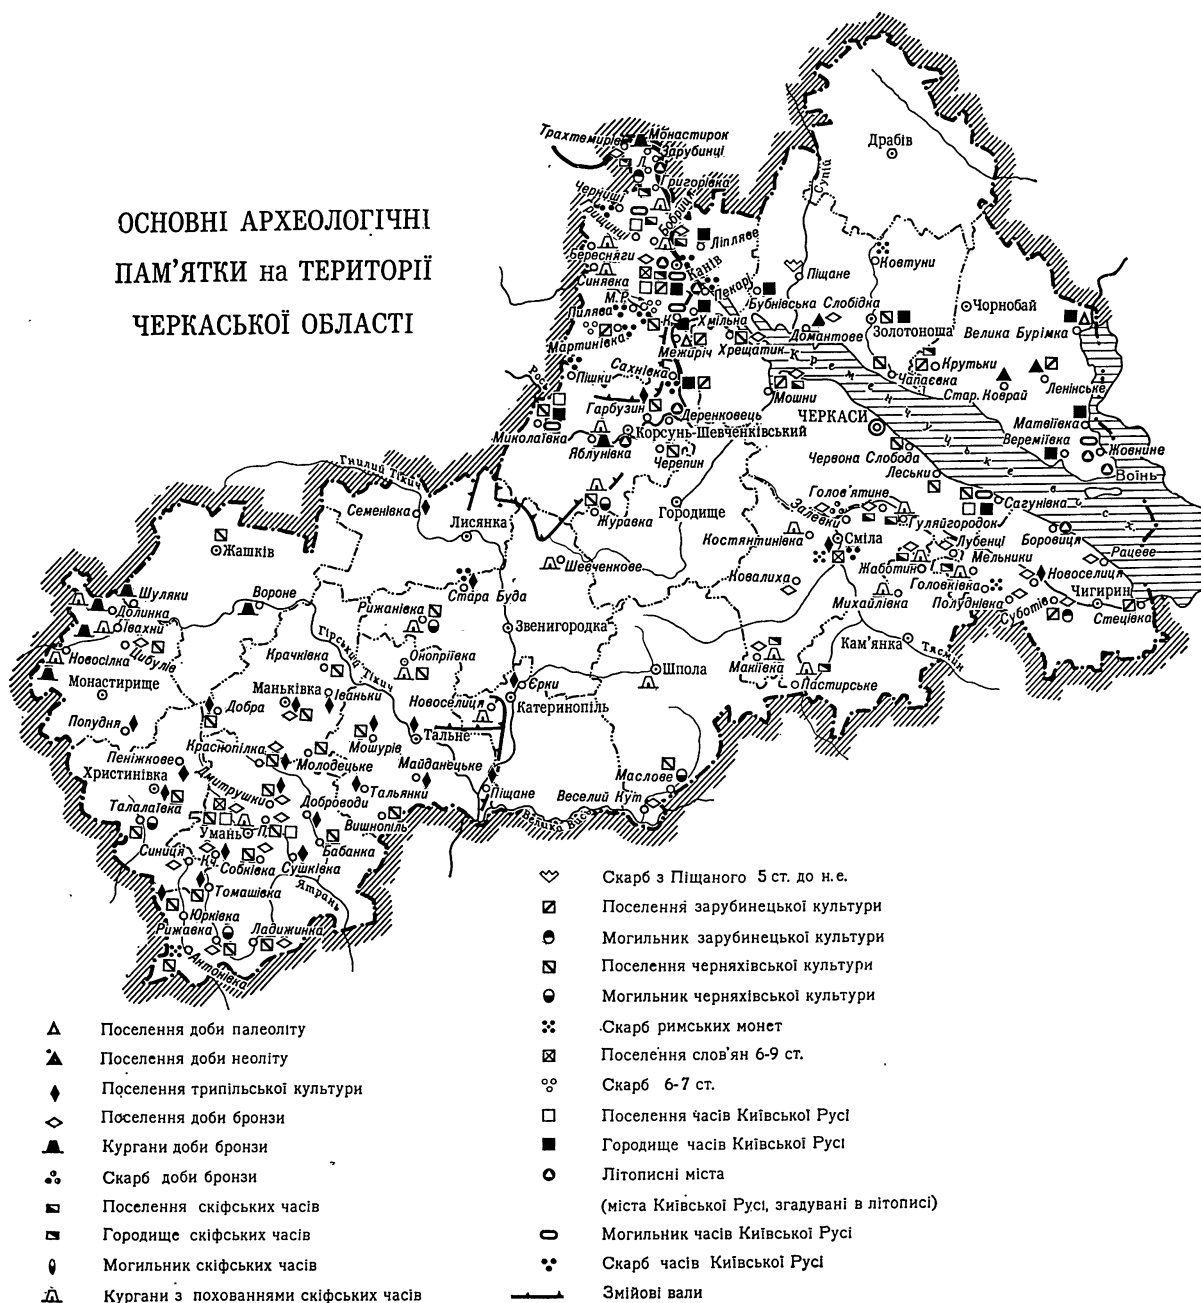 ОСНОВНІ АРХЕОЛОГІЧНІ
ПАМ'ЯТКИ на ТЕРИТОРІЇ
ЧЕРКАСЬКОЇ ОБЛАСТІ
Трахтемирів
Монастирок
Зарубинці
Григорівка
Л.
Черниші
Бобриця
Ліпляве
Берестняги
Синявка
Канів
Пекарі
М.Р.
Пилява
К.
Хмільна
Мартинівка
Межиріч
Хрещатик
Сахнівка
Пішки
Рось
Гарбузин
Деренковець
Миколаївка
Корсунь-Шевченківський
Яблунівка
Черепин
Драбів
Супій
Ковтуни
Піщане
Бубнівська Слобідка
Чорнобай
Золотоноша
Велика Бурімка
Домантове
Крутьки
Чапаєвка
Стар. Коврай
Ленінське
Мошни
ЧЕРКАСИ
Матвіївка
Вереміївка
Жовнине
Воїнь
Червона Слобода
Леськи
Сагунівка
Гнилий Тікич
Семенівка
Лисянка
Журавка
Городище
Голов'ятине
Залевки
Гуляйгородок
Костянтинівка
Сміла
Лубенці
Мельники
Боровиця
Рацеве
Жашків
Шевченкове
Ковалиха
Жаботин
Головківка
Новоселиця
Чигирин
Шуляки
Вороне
Стара Буда
Михайлівка
Полуднівка
Суботів
Стецівка
Долинка
Івахни
Рижанівка
Звенигородка
Кам'янка
Тясмин
Цибулів
Новосілка
Гірський Тікич
Крачківка
Оноприївка
Шпола
Макіївка
Монастирище
Маньківка
Іваньки
Єрки
Пастирське
Новоселиця
Катеринопіль
Добра
Попудня
Тальне
Краснопілка
Мошурів
Пеніжкове
Молодецьке
Майданецьке
Маслове
Христинівка
Дмитрушки
Тальянки
Піщане
Веселий Кут
Талалаївка
Доброводи
Вишнопіль
Велика Вись
Умань
П.
Бабанка
Синиця
Кч.
Собківка
Сушківка
Томашівка
Ятрань
Юрківка
Рижавка
Ладижинка
Антонівка
Скарб з Піщаного 5 ст. до н.е.
Поселення зарубинецької культури
Могильник зарубинецької культури
Поселення черняхівської культури
Могильник черняхівської культури
Скарб римських монет
Поселення слов'ян 6-9 ст.
Скарб 6-7 ст.
Поселення часів Київської Русі
Городище часів Київської Русі
Літописні міста
(міста Київської Русі, згадувані в літописі)
Могильник часів Київської Русі
Скарб часів Київської Русі
Змійові вали
Поселення доби палеоліту
Поселення доби неоліту
Поселення трипільської культури
Поселення доби бронзи
Кургани доби бронзи
Скарб доби бронзи
Поселення скіфських часів
Городище скіфських часів
Могильник скіфських часів
Кургани з похованнями скіфських часів